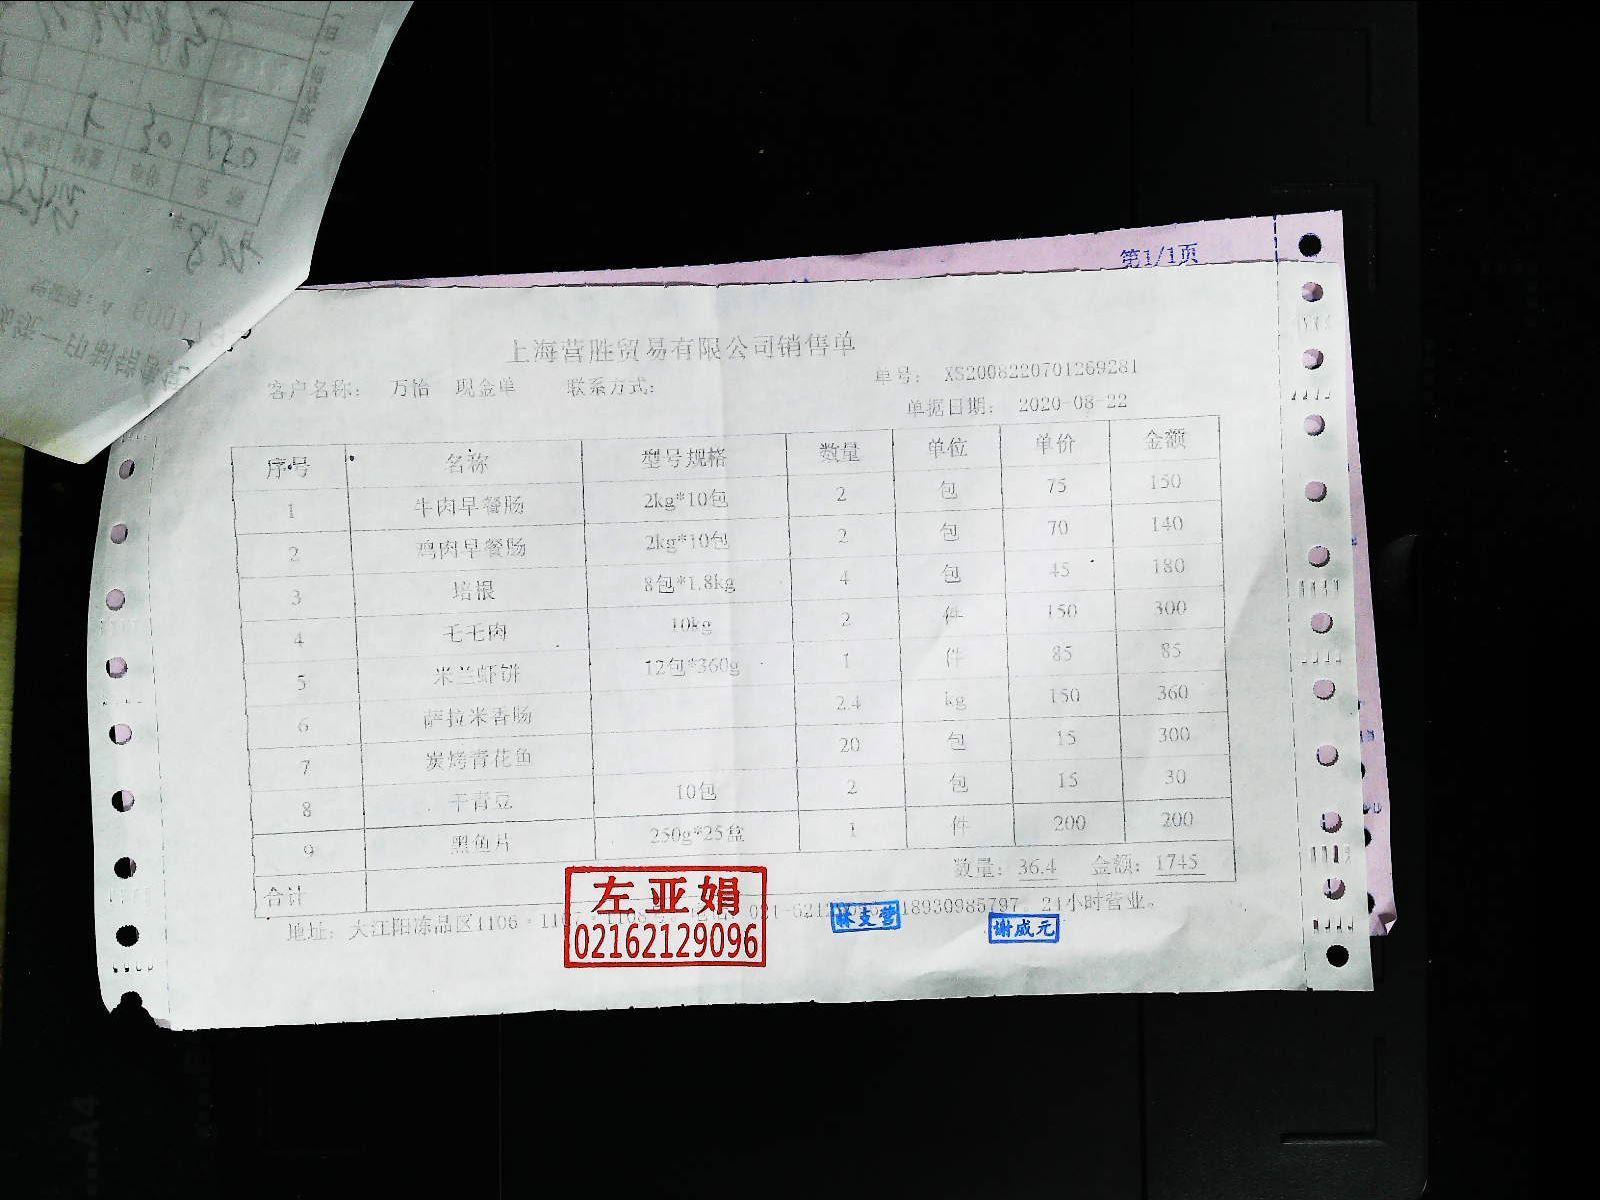 第1/1页
上海营胜贸易有限公司销售单
客户名称： 万怡 现金单 联系方式： 单号： XS2008220701269281
单据日期： 2020-08-22
序号 名称 型号规格 数量 单位 单价 金额
1 牛肉早餐肠 2kg*10包 2 包 75 150
2 鸡肉早餐肠 2kg*10包 2 包 70 140
3 培根 8包*1.8kg 4 包 45 180
4 毛毛肉 10kg 2 件 150 300
5 米兰虾饼 12包*360g 1 件 85 85
6 萨拉米香肠 2.4 kg 150 360
7 炭烤青花鱼 20 包 15 300
8 干青豆 10包 2 包 15 30
9 黑鱼片 250g*25盒 1 件 200 200
合计 数量： 36.4 金额： 1745
地址： 大江阳冻品区1106 18930985797。24小时营业。
左亚娟
02162129096
林支营
谢威元